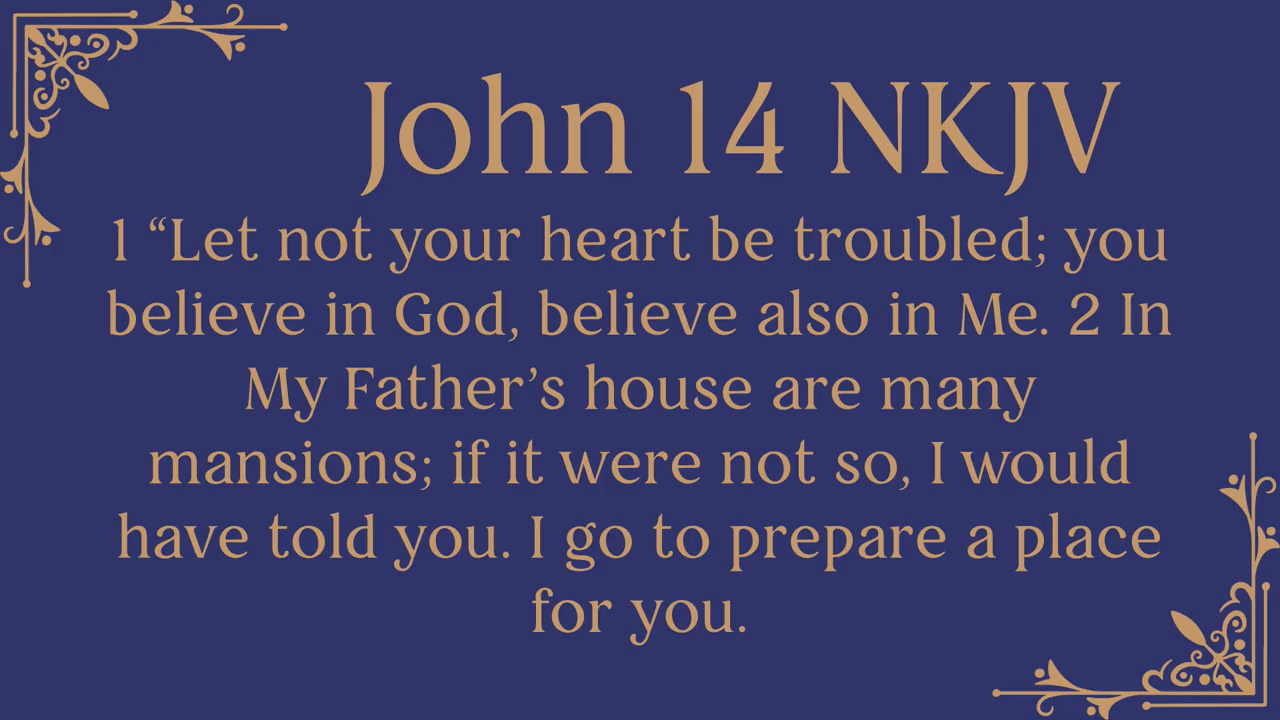 John 14 NKJV
1 “Let not your heart be troubled; you
believe in God, believe also in Me. 2 In
My Father’s house are many
mansions; if it were not so, I would
have told you. I go to prepare a place
for you.